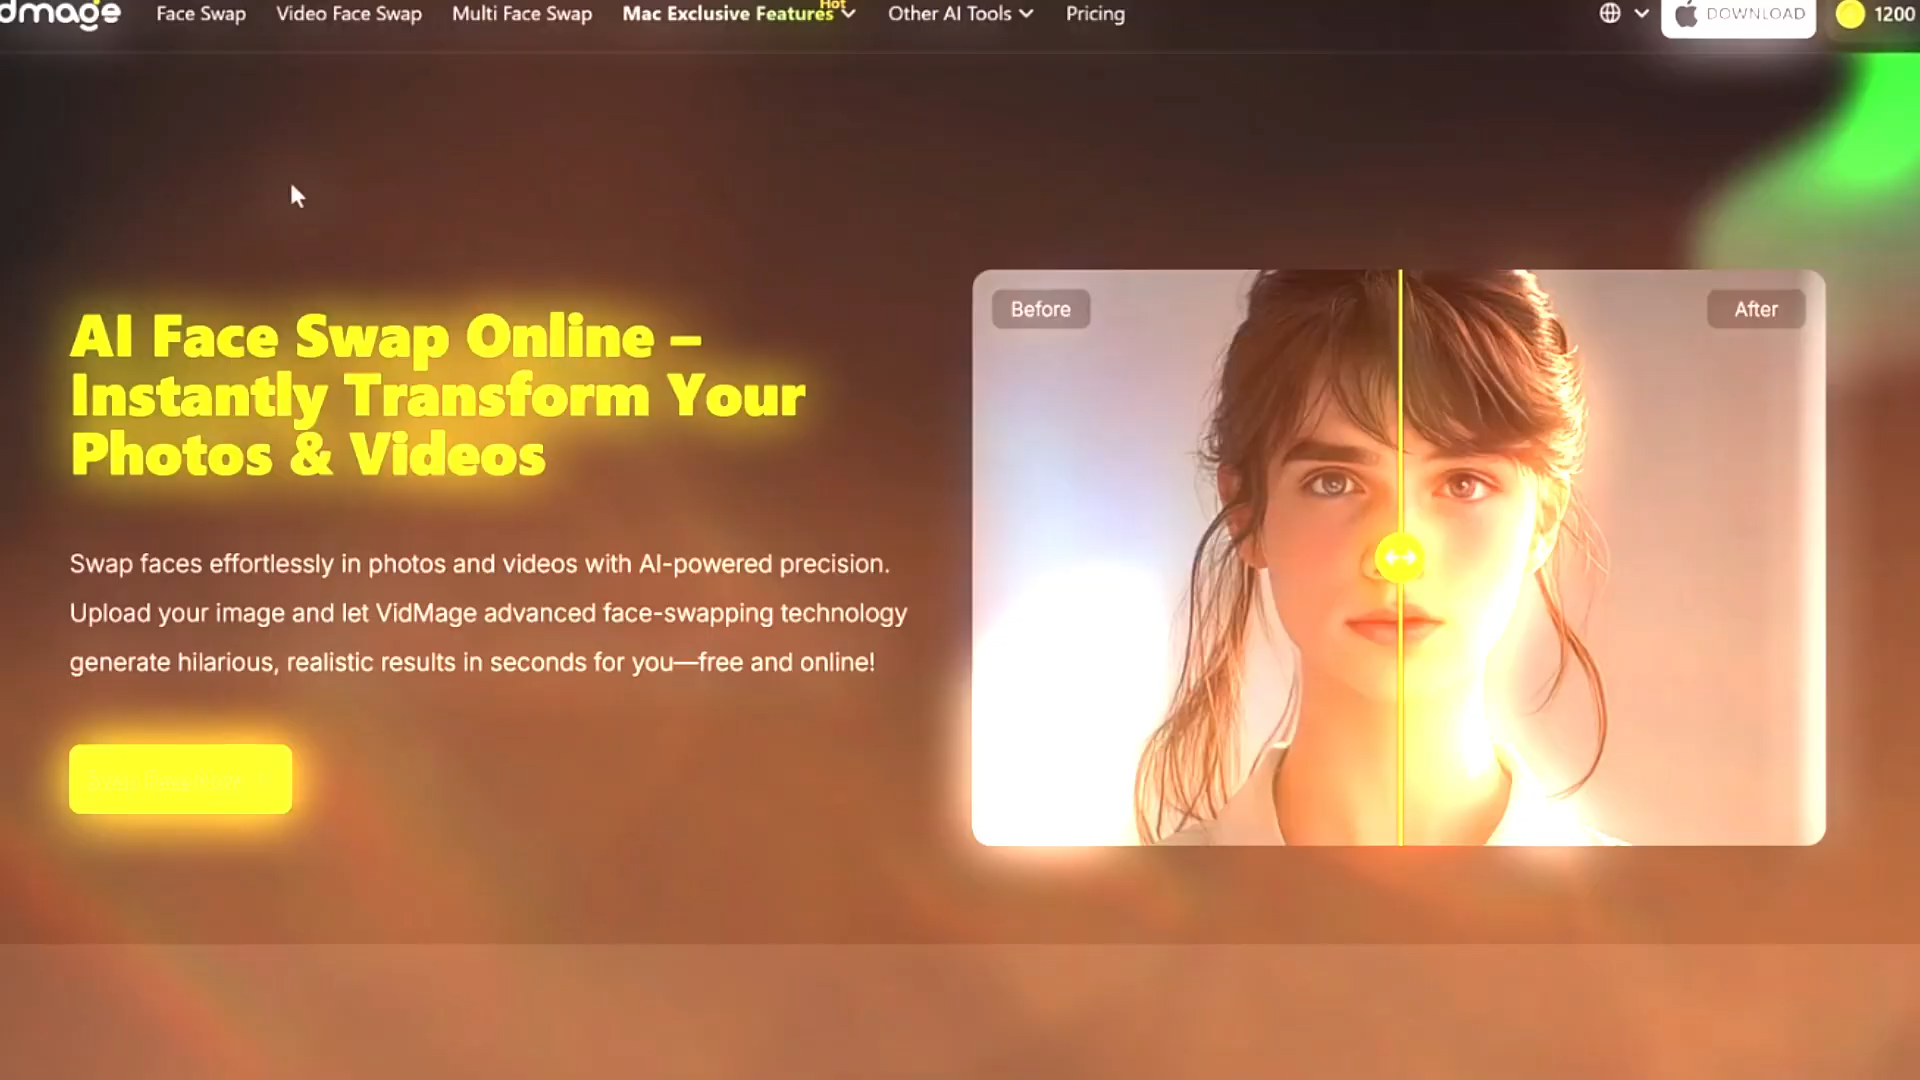 dmage
Face Swap
Video Face Swap
Multi Face Swap
Mac Exclusive Features
Hot
Other AI Tools
Pricing
DOWNLOAD
1200
AI Face Swap Online –
Instantly Transform Your
Photos & Videos
Swap faces effortlessly in photos and videos with AI-powered precision.
Upload your image and let VidMage advanced face-swapping technology
generate hilarious, realistic results in seconds for you—free and online!
Before
After